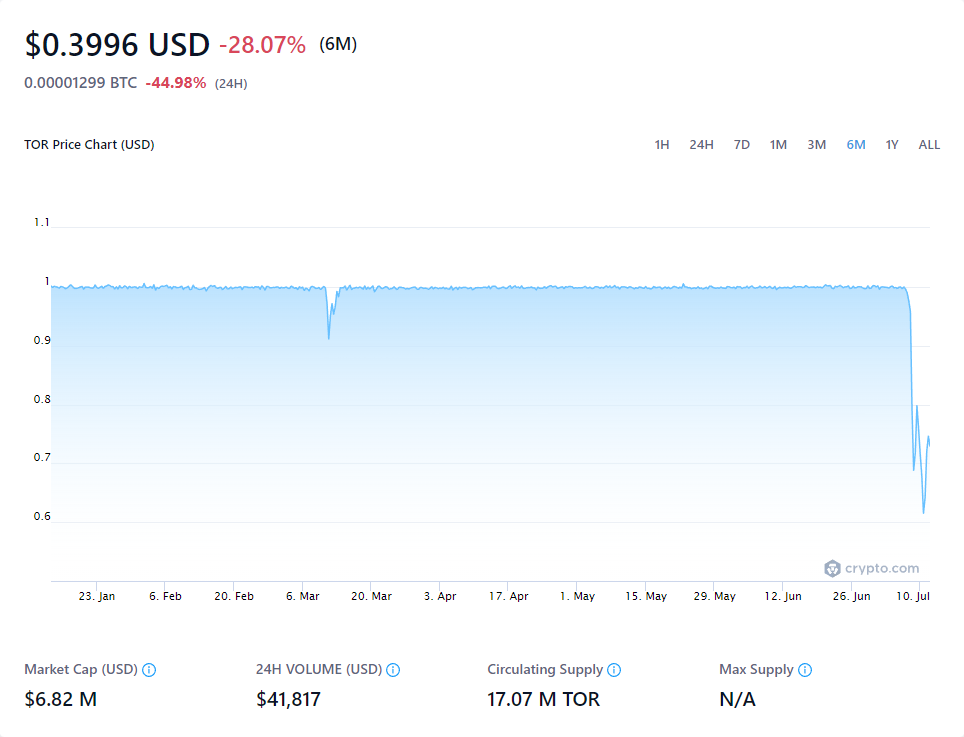 $0.3996 USD -28.07% (6M)
0.00001299 BTC -44.98% (24H)
TOR Price Chart (USD) 1H 24H 7D 1M 3M 6M 1Y ALL
1.1
1
0.9
0.8
0.7
0.6
crypto.com
23. Jan 6. Feb 20. Feb 6. Mar 20. Mar 3. Apr 17. Apr 1. May 15. May 29. May 12. Jun 26. Jun 10. Jul
Market Cap (USD) 24H VOLUME (USD) Circulating Supply Max Supply
$6.82 M $41,817 17.07 M TOR N/A